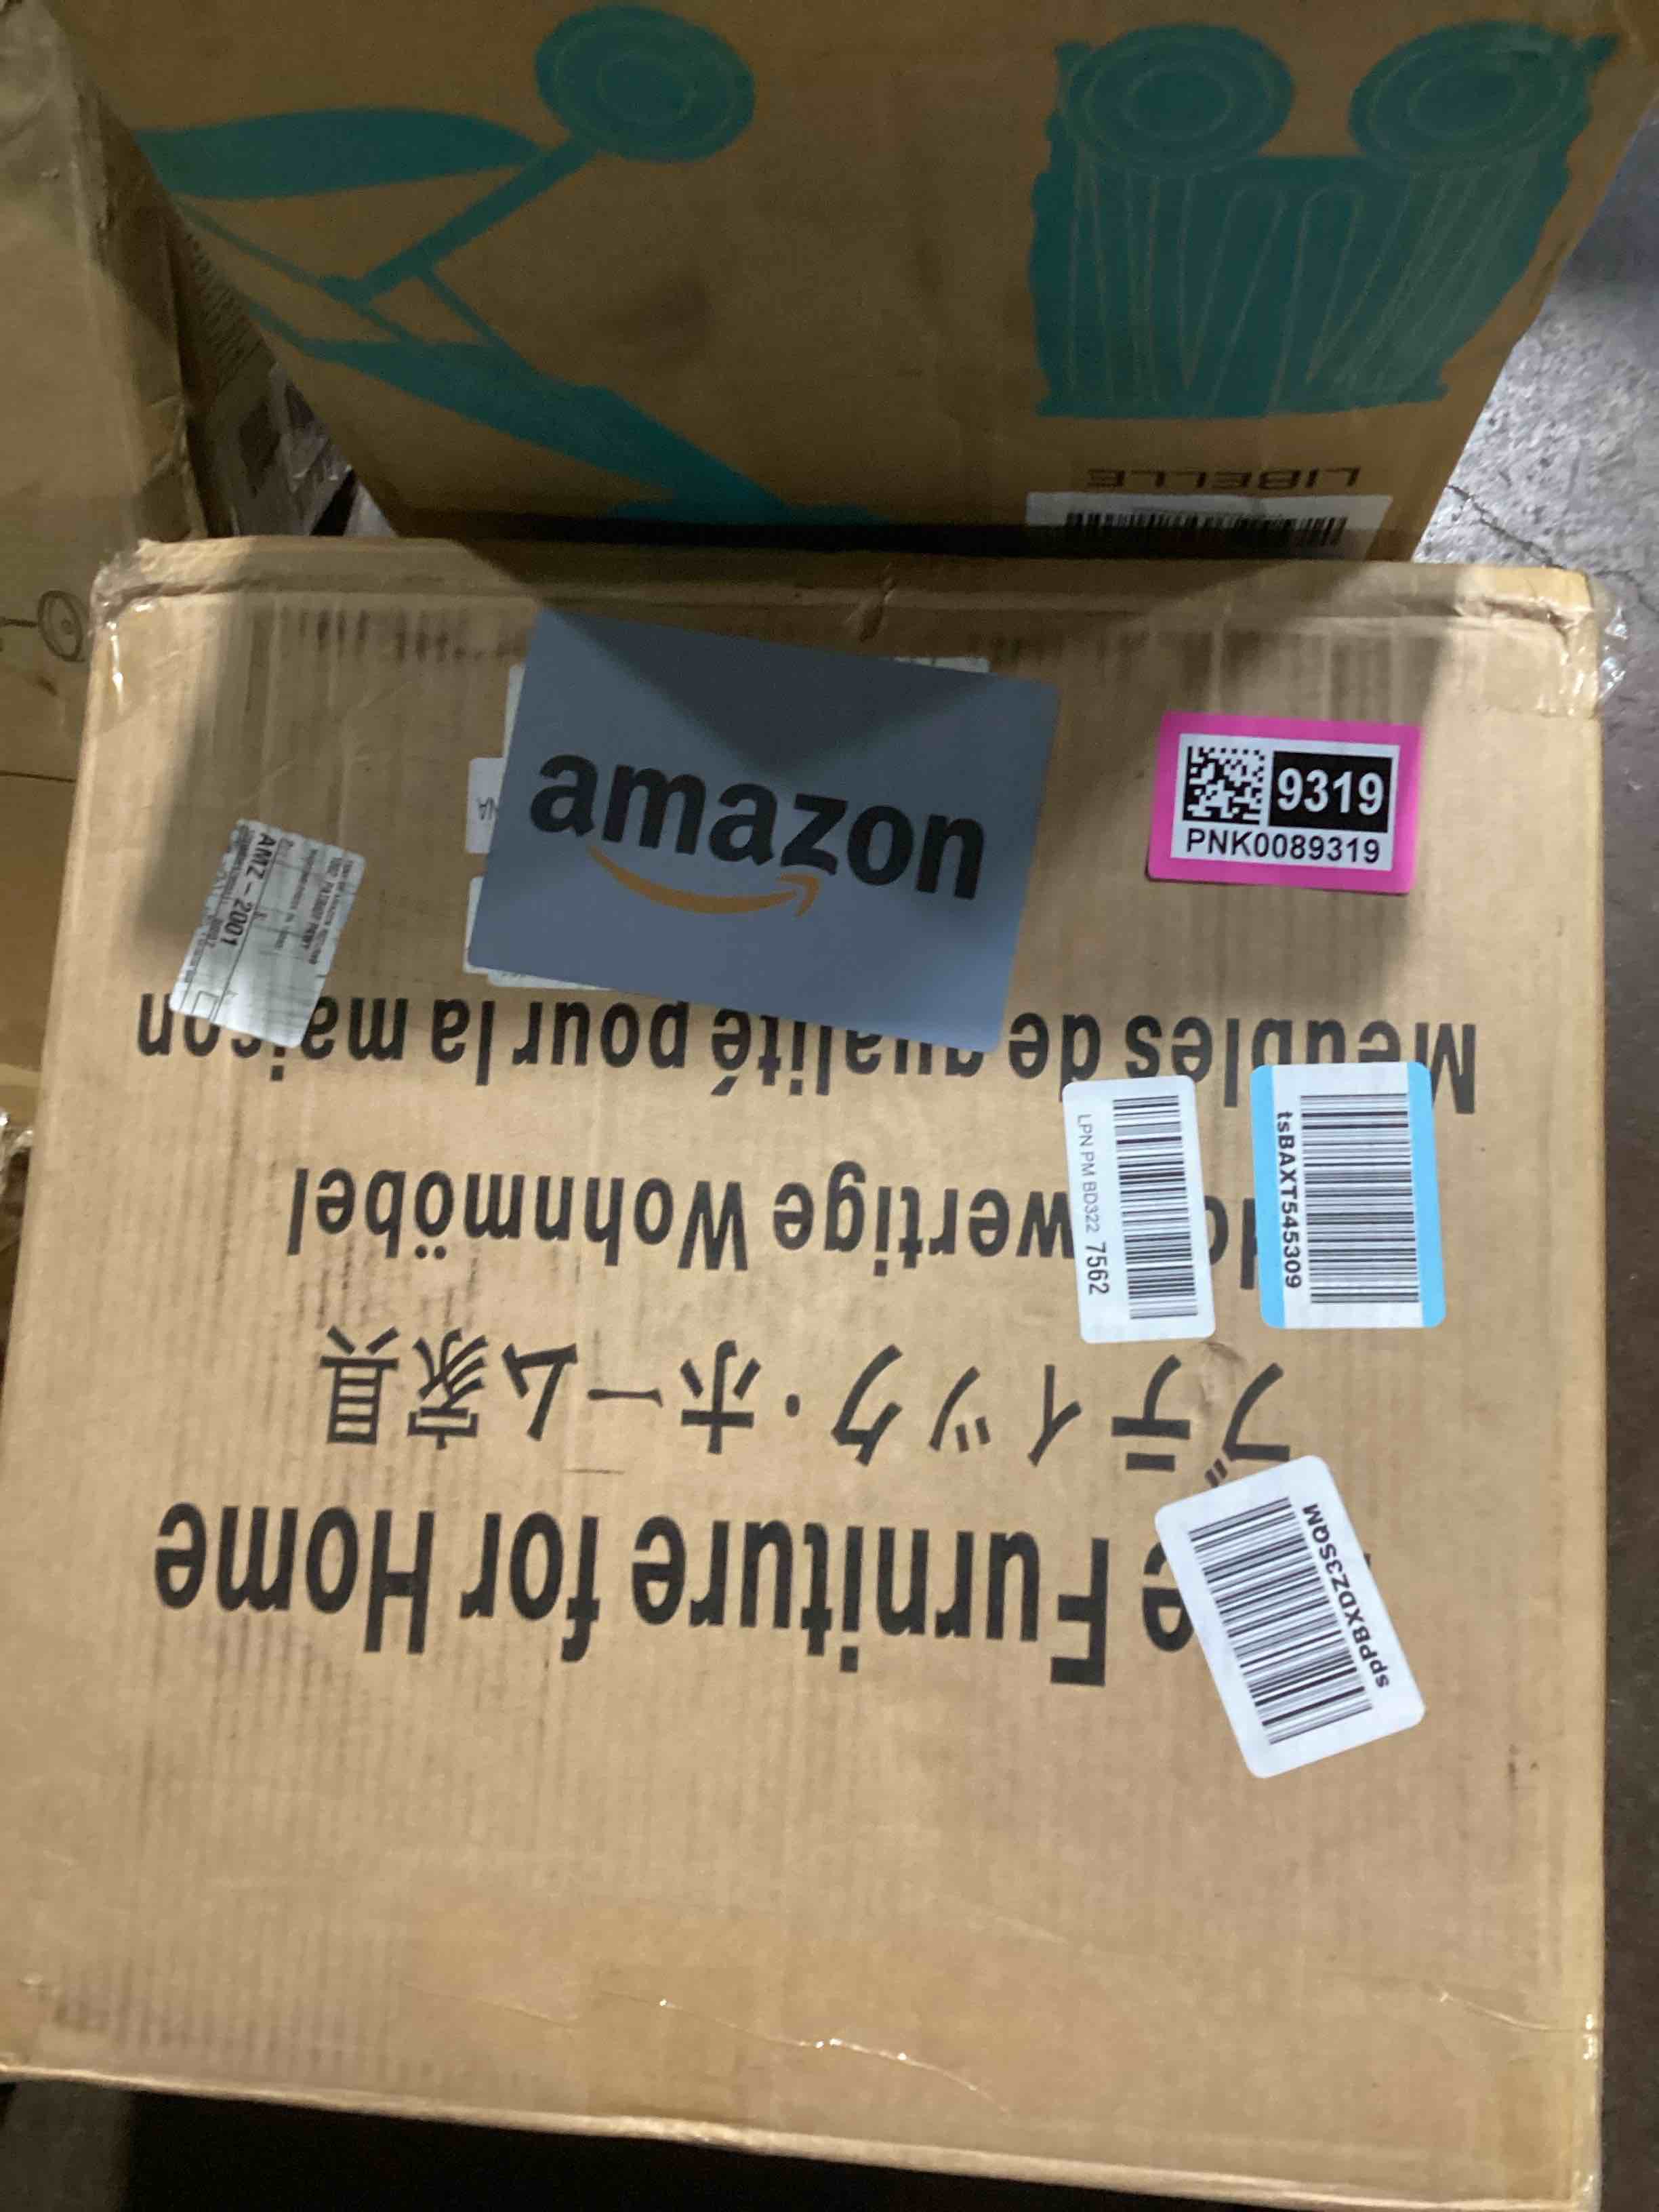 LIBELLE
amazon
9319
PNK0089319
AMZ - 2001
Meubles de qualité pour la maison
LPN PM BD322 7562
tsBAXT545309
wertige Wohnmöbel
ブティック・ホーム家具
e Furniture for Home
spPBXDZ3SQM